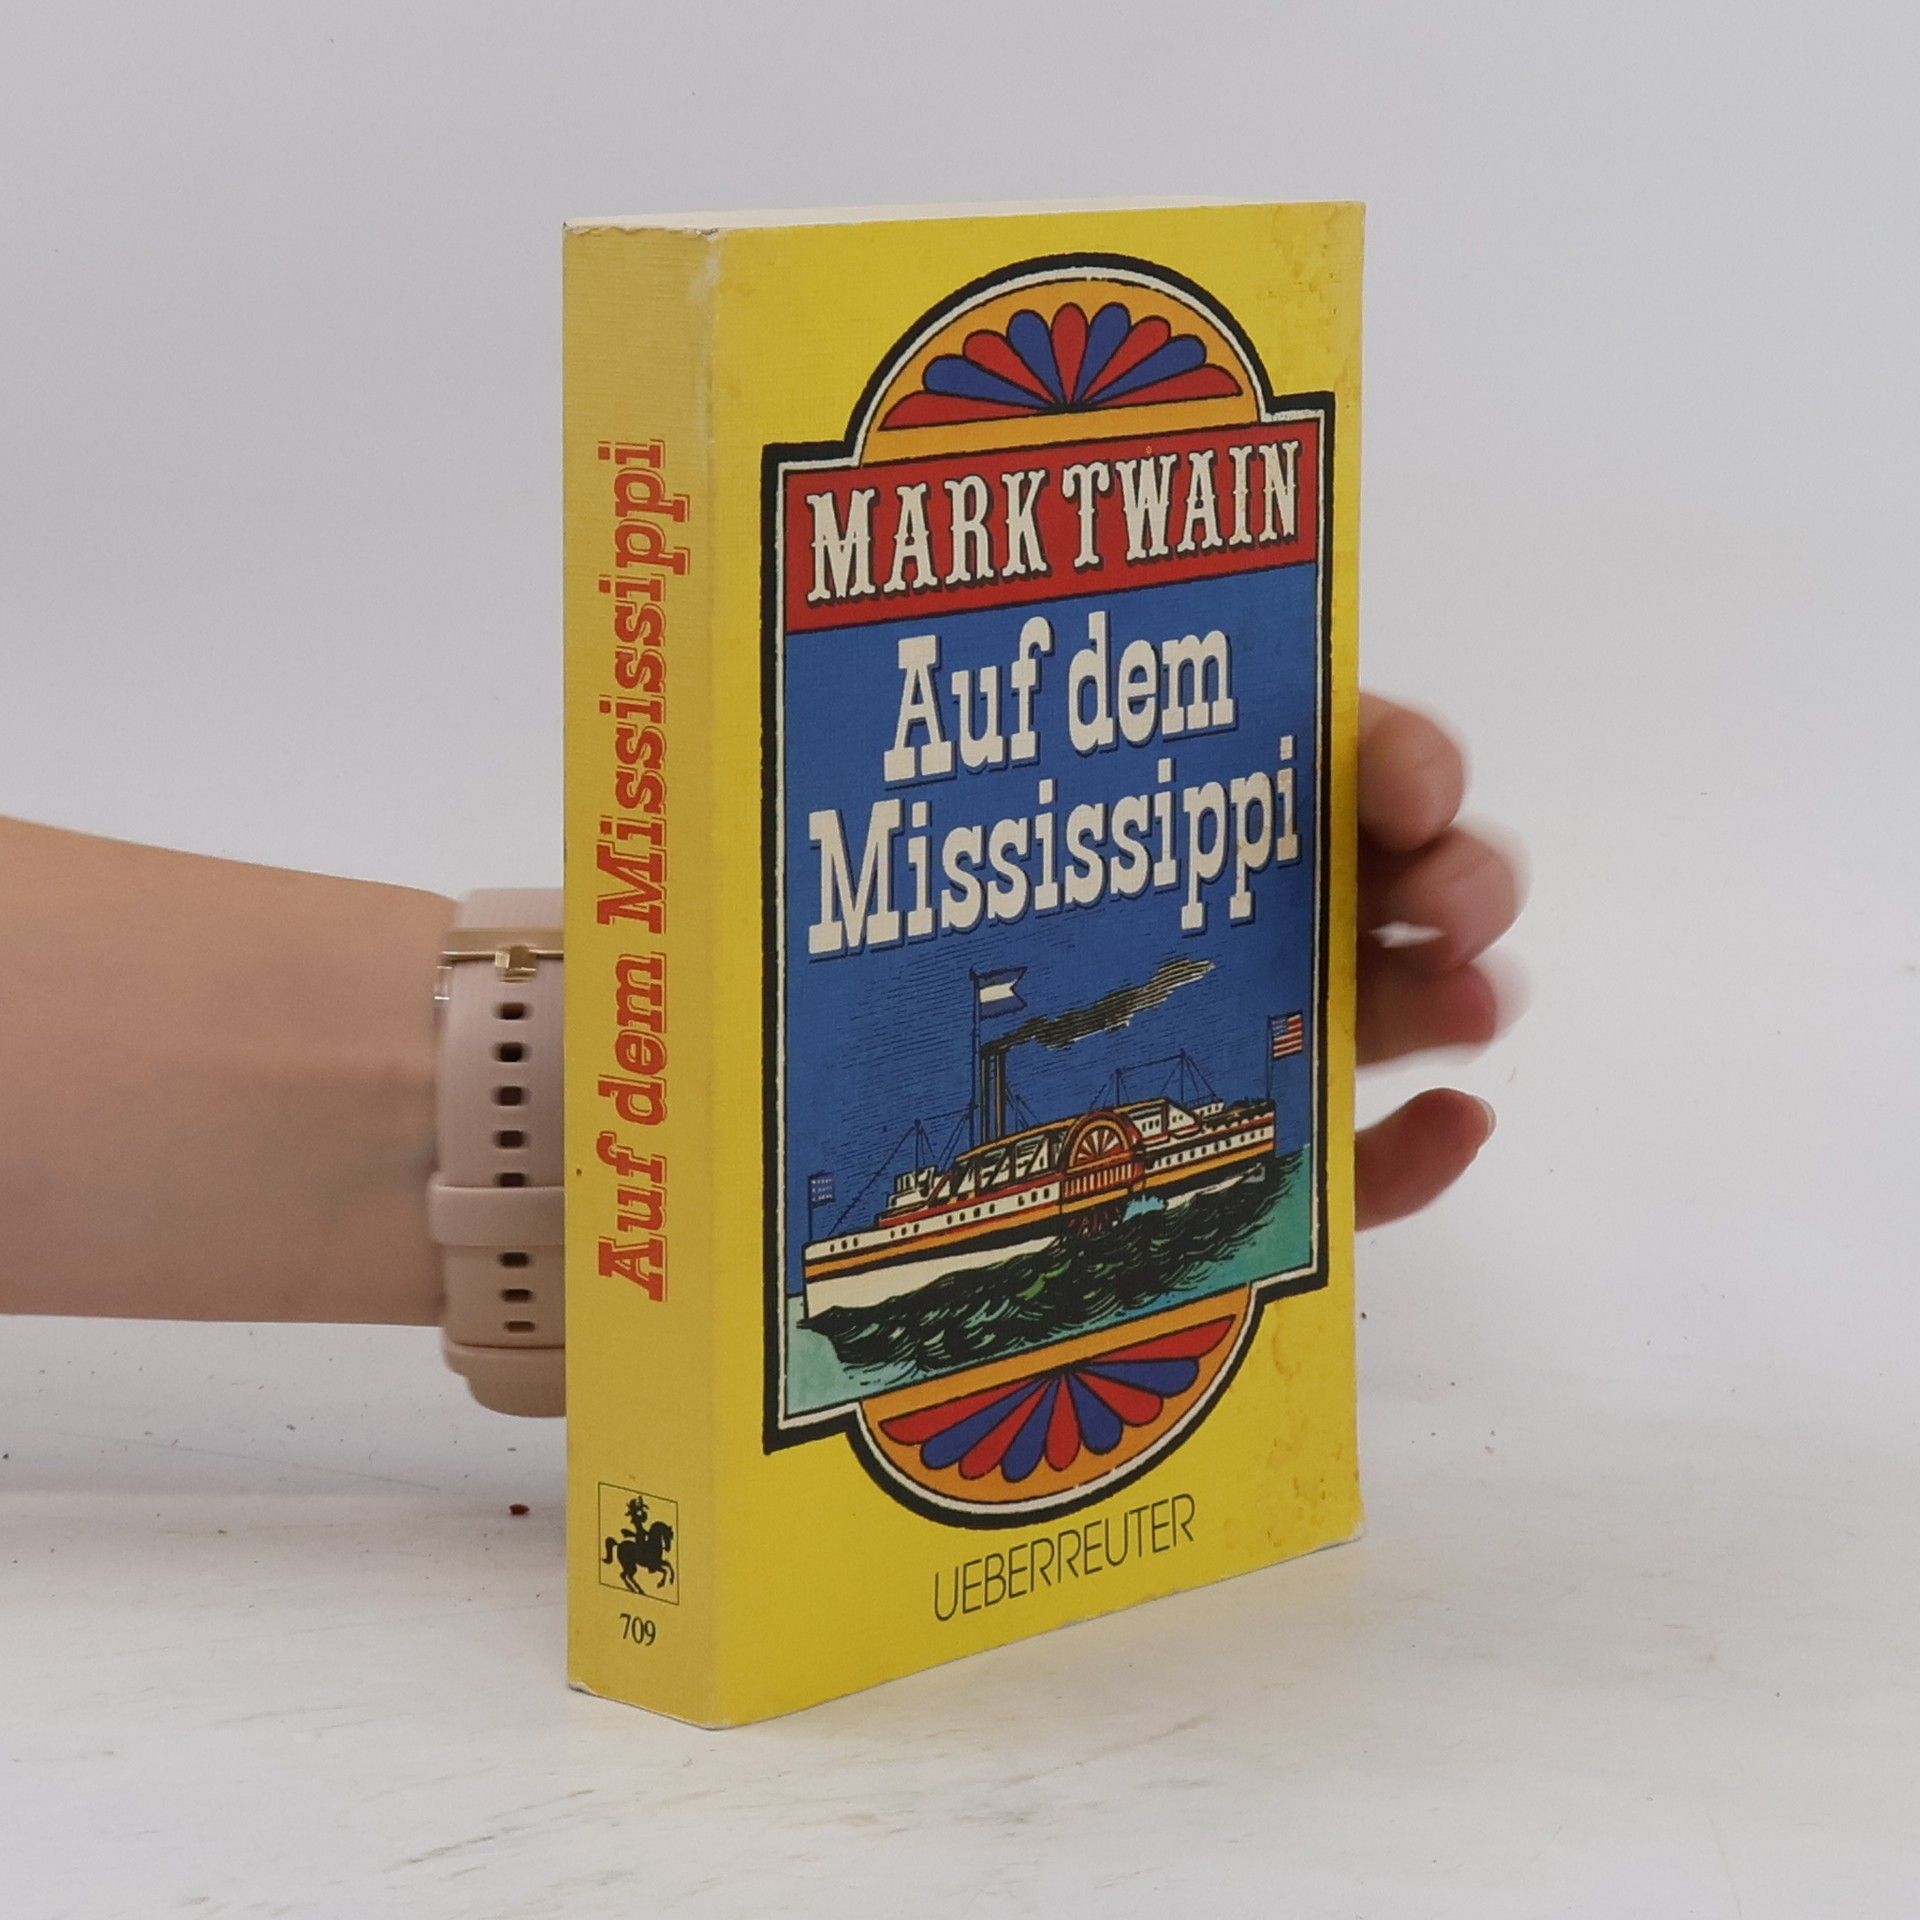 Auf dem Mississippi
709
MARK TWAIN
Auf dem
Mississippi
UEBERREUTER